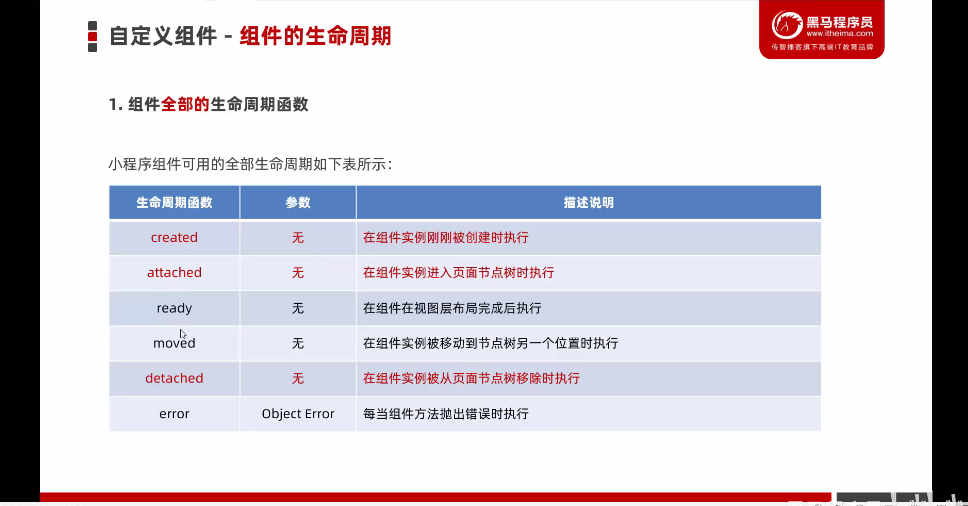 自定义组件 - 组件的生命周期
黑马程序员
www.itheima.com
传智播客旗下高端IT教育品牌
1. 组件全部的生命周期函数
小程序组件可用的全部生命周期如下表所示：
生命周期函数 参数 描述说明
created 无 在组件实例刚刚被创建时执行
attached 无 在组件实例进入页面节点树时执行
ready 无 在组件在视图层布局完成后执行
moved 无 在组件实例被移动到节点树另一个位置时执行
detached 无 在组件实例被从页面节点树移除时执行
error Object Error 每当组件方法抛出错误时执行